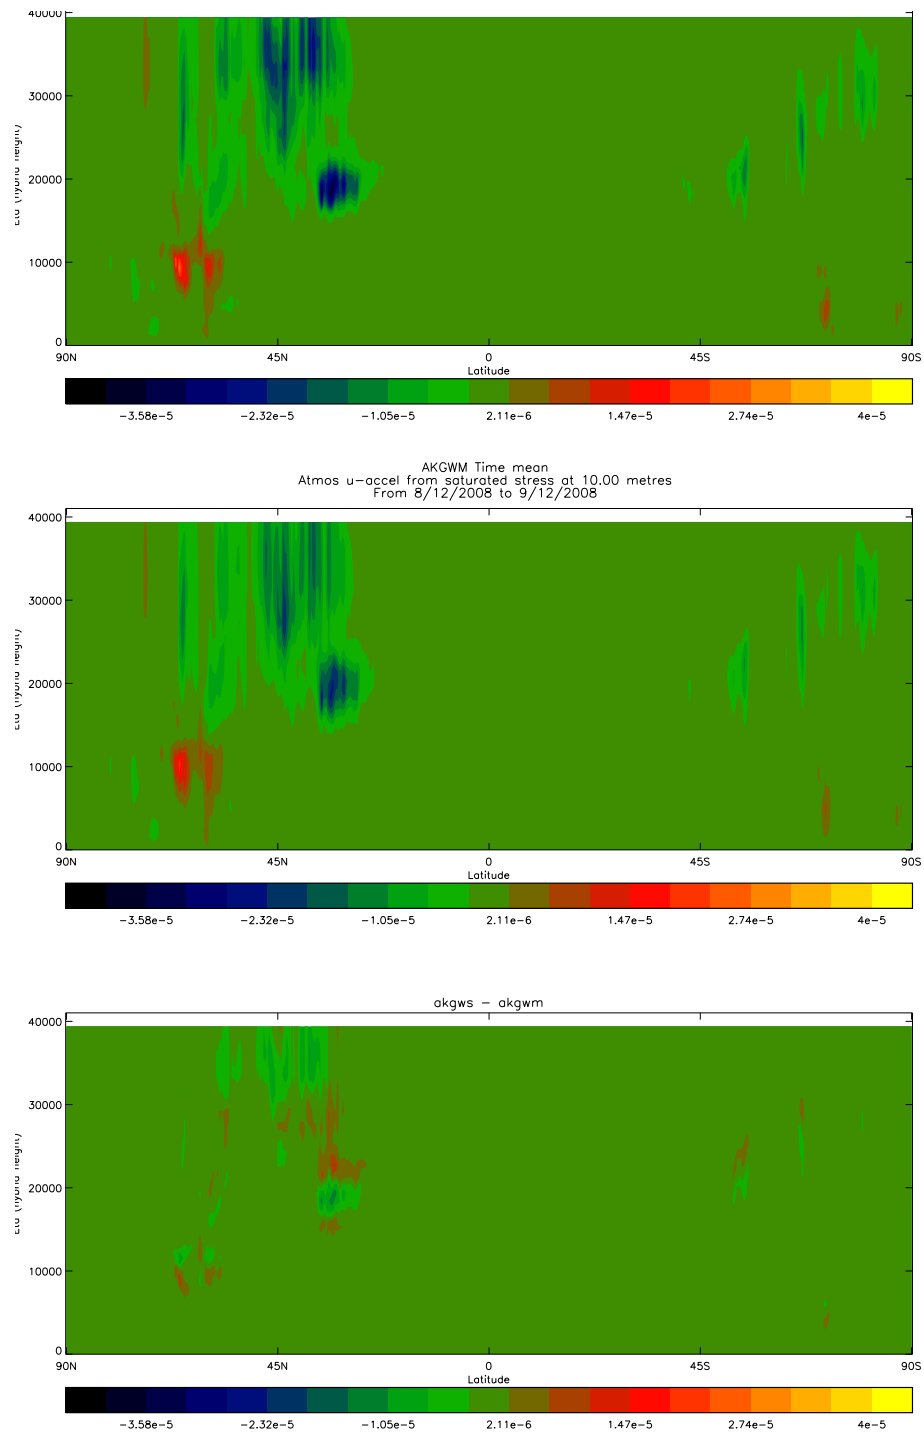 40000
30000
20000
10000
0
90N 45N 0 45S 90S
Latitude
−3.58e−5 −2.32e−5 −1.05e−5 2.11e−6 1.47e−5 2.74e−5 4e−5
AKGWM Time mean
Atmos u−accel from saturated stress at 10.00 metres
From 8/12/2008 to 9/12/2008
40000
30000
20000
10000
0
Eta (hybrid height)
90N 45N 0 45S 90S
Latitude
−3.58e−5 −2.32e−5 −1.05e−5 2.11e−6 1.47e−5 2.74e−5 4e−5
akgws − akgwm
40000
30000
20000
10000
0
Eta (hybrid height)
90N 45N 0 45S 90S
Latitude
−3.58e−5 −2.32e−5 −1.05e−5 2.11e−6 1.47e−5 2.74e−5 4e−5